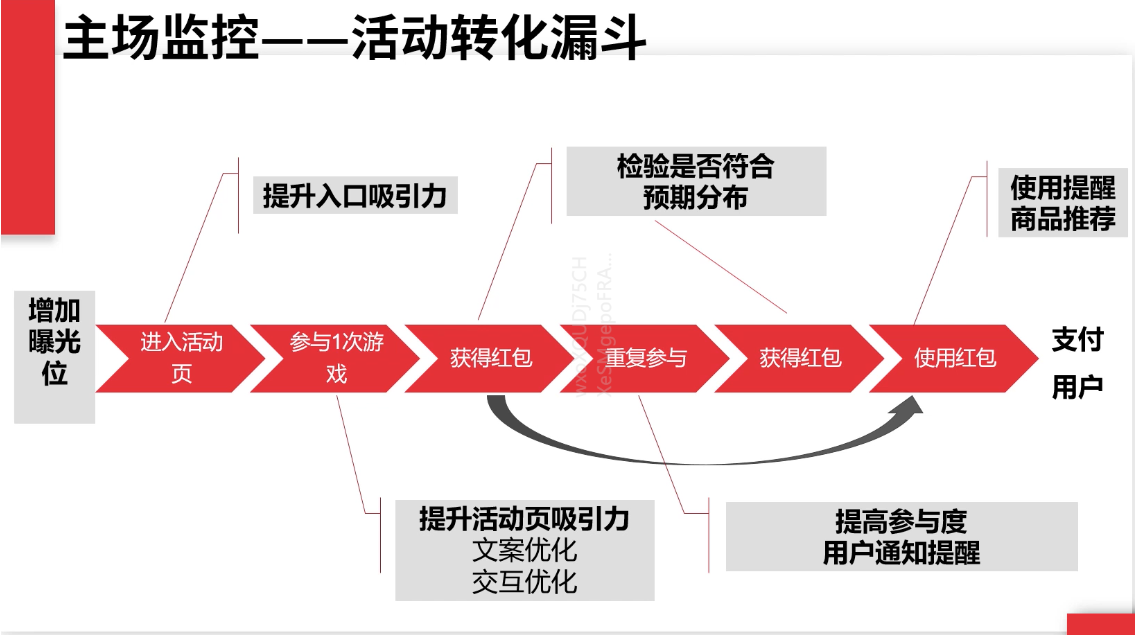 主场监控——活动转化漏斗
提升入口吸引力
检验是否符合
预期分布
使用提醒
商品推荐
增加
曝光
位
进入活动
页
参与1次游
戏
获得红包
重复参与
获得红包
使用红包
支付
用户
提升活动页吸引力
文案优化
交互优化
提高参与度
用户通知提醒